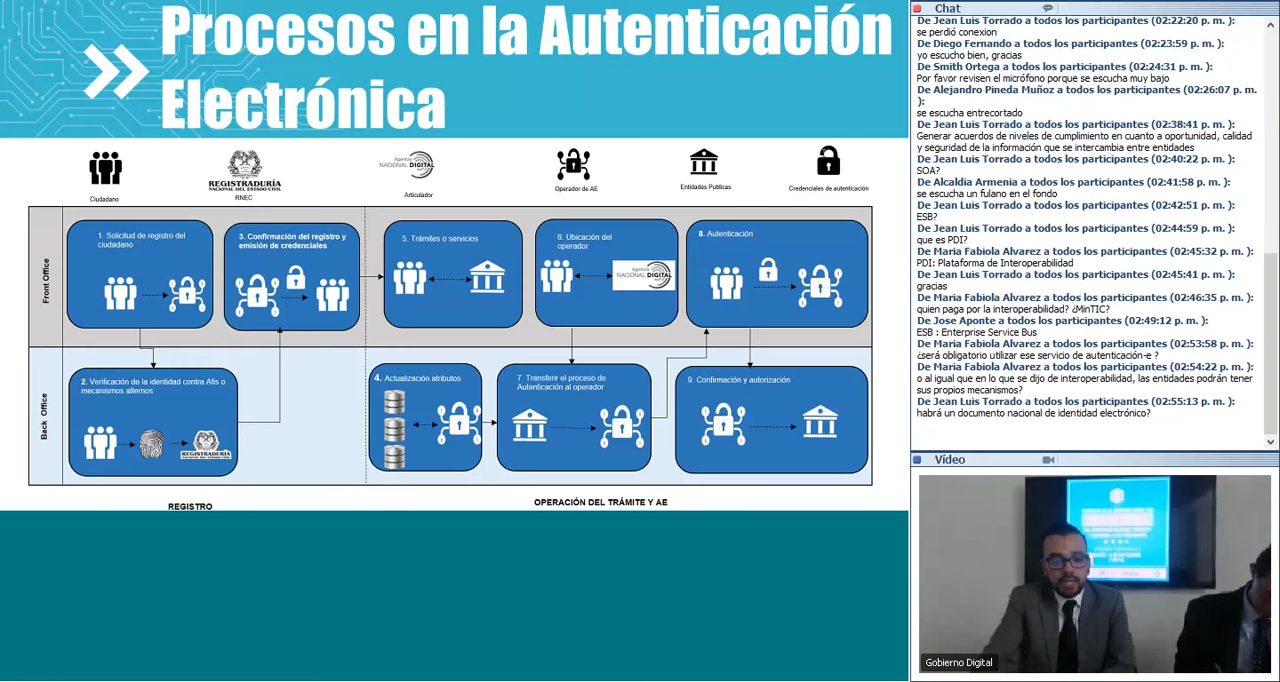 Procesos en la Autenticación
Electrónica
Ciudadano
REGISTRADURÍA
NACIONAL DEL ESTADO CIVIL
RNEC
Agencia
NACIONAL DIGITAL
Articulador
Operador de AE
Entidades Publicas
Credenciales de autenticación
Front Office
1. Solicitud de registro del
ciudadano
3. Confirmación del registro y
emisión de credenciales
5. Trámites o servicios
6. Ubicación del
operador
Agencia
NACIONAL DIGITAL
8. Autenticación
Back Office
2. Verificación de la identidad contra Afis o
mecanismos alternos
REGISTRADURÍA
4. Actualización atributos
7. Transferir el proceso de
Autenticación al operador
9. Confirmación y autorización
REGISTRO
OPERACIÓN DEL TRÁMITE Y AE
Chat
De Jean Luis Torrado a todos los participantes (02:22:20 p. m. ):
se perdió conexion
De Diego Fernando a todos los participantes (02:23:59 p. m. ):
yo escucho bien, gracias
De Smith Ortega a todos los participantes (02:24:31 p. m. ):
Por favor revisen el micrófono porque se escucha muy bajo
De Alejandro Pineda Muñoz a todos los participantes (02:26:07 p. m.
):
se escucha entrecortado
De Jean Luis Torrado a todos los participantes (02:38:41 p. m. ):
Generar acuerdos de niveles de cumplimiento en cuanto a oportunidad, calidad
y seguridad de la información que se intercambia entre entidades
De Jean Luis Torrado a todos los participantes (02:40:22 p. m. ):
SOA?
De Alcaldia Armenia a todos los participantes (02:41:58 p. m. ):
se escucha un fulano en el fondo
De Jean Luis Torrado a todos los participantes (02:42:51 p. m. ):
ESB?
De Jean Luis Torrado a todos los participantes (02:44:59 p. m. ):
que es PDI?
De Maria Fabiola Alvarez a todos los participantes (02:45:32 p. m. ):
PDI: Plataforma de Interoperabilidad
De Jean Luis Torrado a todos los participantes (02:45:41 p. m. ):
gracias
De Maria Fabiola Alvarez a todos los participantes (02:46:35 p. m. ):
quien paga por la interoperabilidad? ¿MinTIC?
De Jose Aponte a todos los participantes (02:49:12 p. m. ):
ESB : Enterprise Service Bus
De Maria Fabiola Alvarez a todos los participantes (02:53:58 p. m. ):
¿será obligatorio utilizar ese servicio de autenticación-e ?
De Maria Fabiola Alvarez a todos los participantes (02:54:22 p. m. ):
o al igual que en lo que se dijo de interoperabilidad, las entidades podrán tener
sus propios mecanismos?
De Jean Luis Torrado a todos los participantes (02:55:13 p. m. ):
habrá un documento nacional de identidad electrónico?
Vídeo
Gobierno Digital